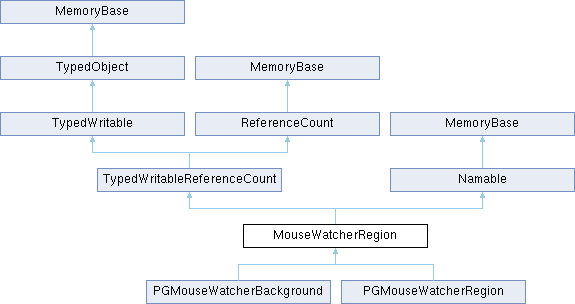 MemoryBase
TypedObject
MemoryBase
TypedWritable
ReferenceCount
MemoryBase
TypedWritableReferenceCount
Namable
MouseWatcherRegion
PGMouseWatcherBackground
PGMouseWatcherRegion